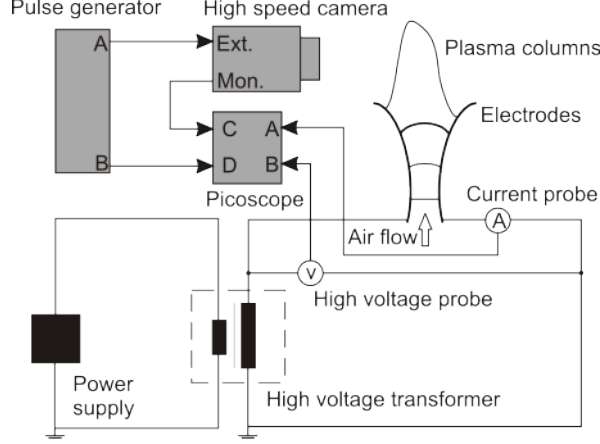 Pulse generator
High speed camera
A
Ext.
Mon.
Plasma columns
Electrodes
C
A
B
D
B
Picoscope
Current probe
A
Air flow
V
High voltage probe
Power
supply
High voltage transformer